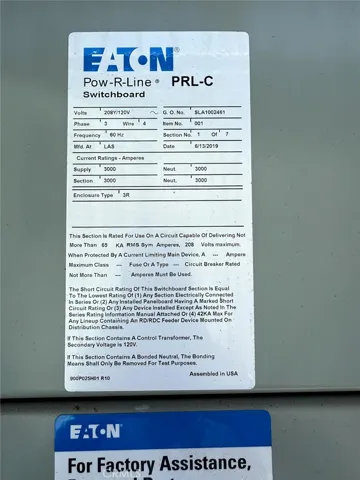 EATON
Pow-R-Line® PRL-C
Switchboard
Volts 208Y/120V G. O. No. SLA1002461
Phase 3 Wire 4 Item No. 001
Frequency 60 Hz Section No. 1 Of 7
Mfd. At LAS Date 6/13/2019
Current Ratings - Amperes
Supply 3000 Neut 3000
Section 3000 Neut. 3000
Enclosure Type 3R
This Section Is Rated For Use On A Circuit Capable Of Delivering Not
More Than 65 KA RMS Sym Amperes, 208 Volts maximum.
When Protected By A Current Limiting Main Device, A --- Ampere
Maximum Class --- Fuse Or A Type --- Circuit Breaker Rated
Not More Than --- Amperes Must Be Used.
The Short Circuit Rating Of This Switchboard Section Is Equal
To The Lowest Rating Of (1) Any Section Electrically Connected
In Series Or (2) Any Installed Panelboard Having A Marked Short
Circuit Rating Or (3) Any Device Installed Except As Noted In The
Series Rating Information Manual Attached Or (4) 42KA Max For
Any Lineup Containing An RD/RDC Feeder Device Mounted On
Distribution Chassis.
If This Section Contains A Control Transformer, The
Secondary Voltage Is 120V.
If This Section Contains A Bonded Neutral, The Bonding
Means Shall Only Be Removed For Test Purposes.
Assembled in USA
EATON
For Factory Assistance,